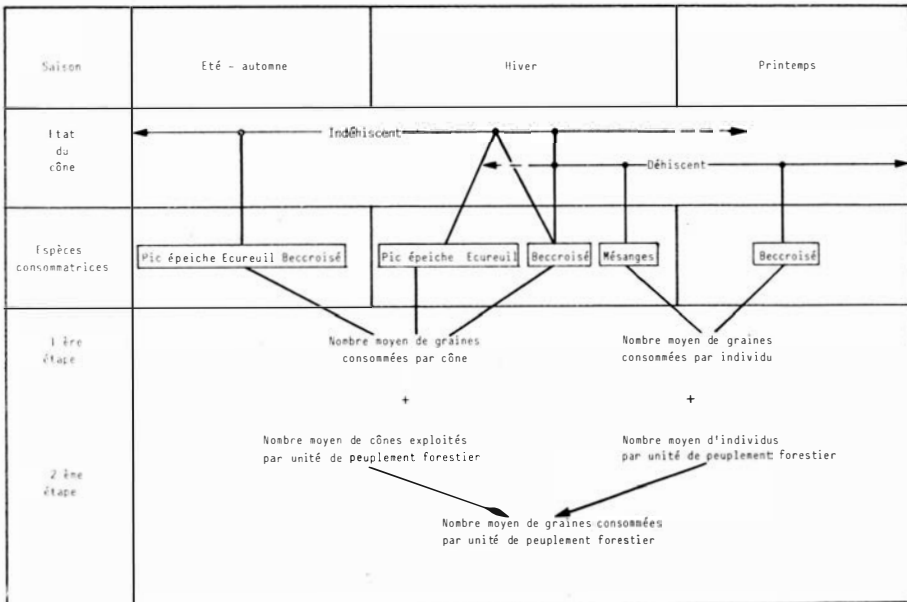 Saison
Eté - automne
Hiver
Printemps
Etat
du
cône
Indéhiscent
Déhiscent
Espèces
consommatrices
Pic épeiche Ecureuil Beccroisé
Pic épeiche Ecureuil
Beccroisé
Mésanges
Beccroisé
1 ère
étape
Nombre moyen de graines
consommées par cône
Nombre moyen de graines
consommées par individu
+
+
2 ème
étape
Nombre moyen de cônes exploités
par unité de peuplement forestier
Nombre moyen d'individus
par unité de peuplement forestier
Nombre moyen de graines consommées
par unité de peuplement forestier